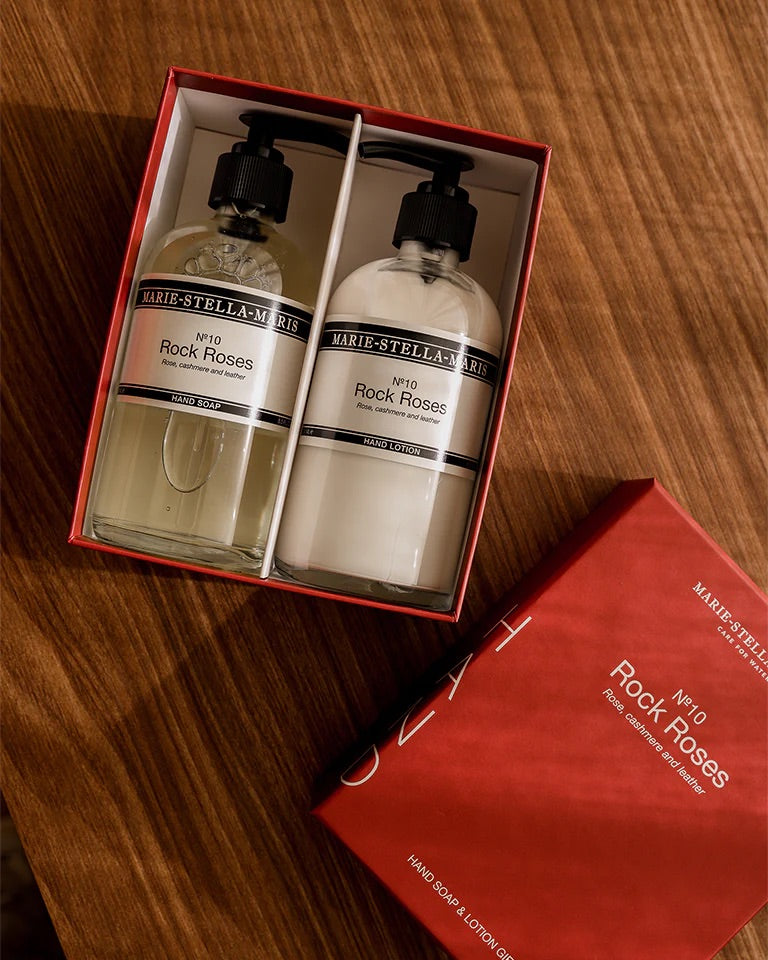 MARIE-STELLA-MARIS
Nº10
Rock Roses
Rose, cashmere and leather
HAND SOAP
MARIE-STELLA-MARIS
Nº10
Rock Roses
Rose, cashmere and leather
HAND LOTION
HAND
MARIE-STELLA
CARE FOR WATER
Nº10
Rock Roses
Rose, cashmere and leather
HAND SOAP & LOTION